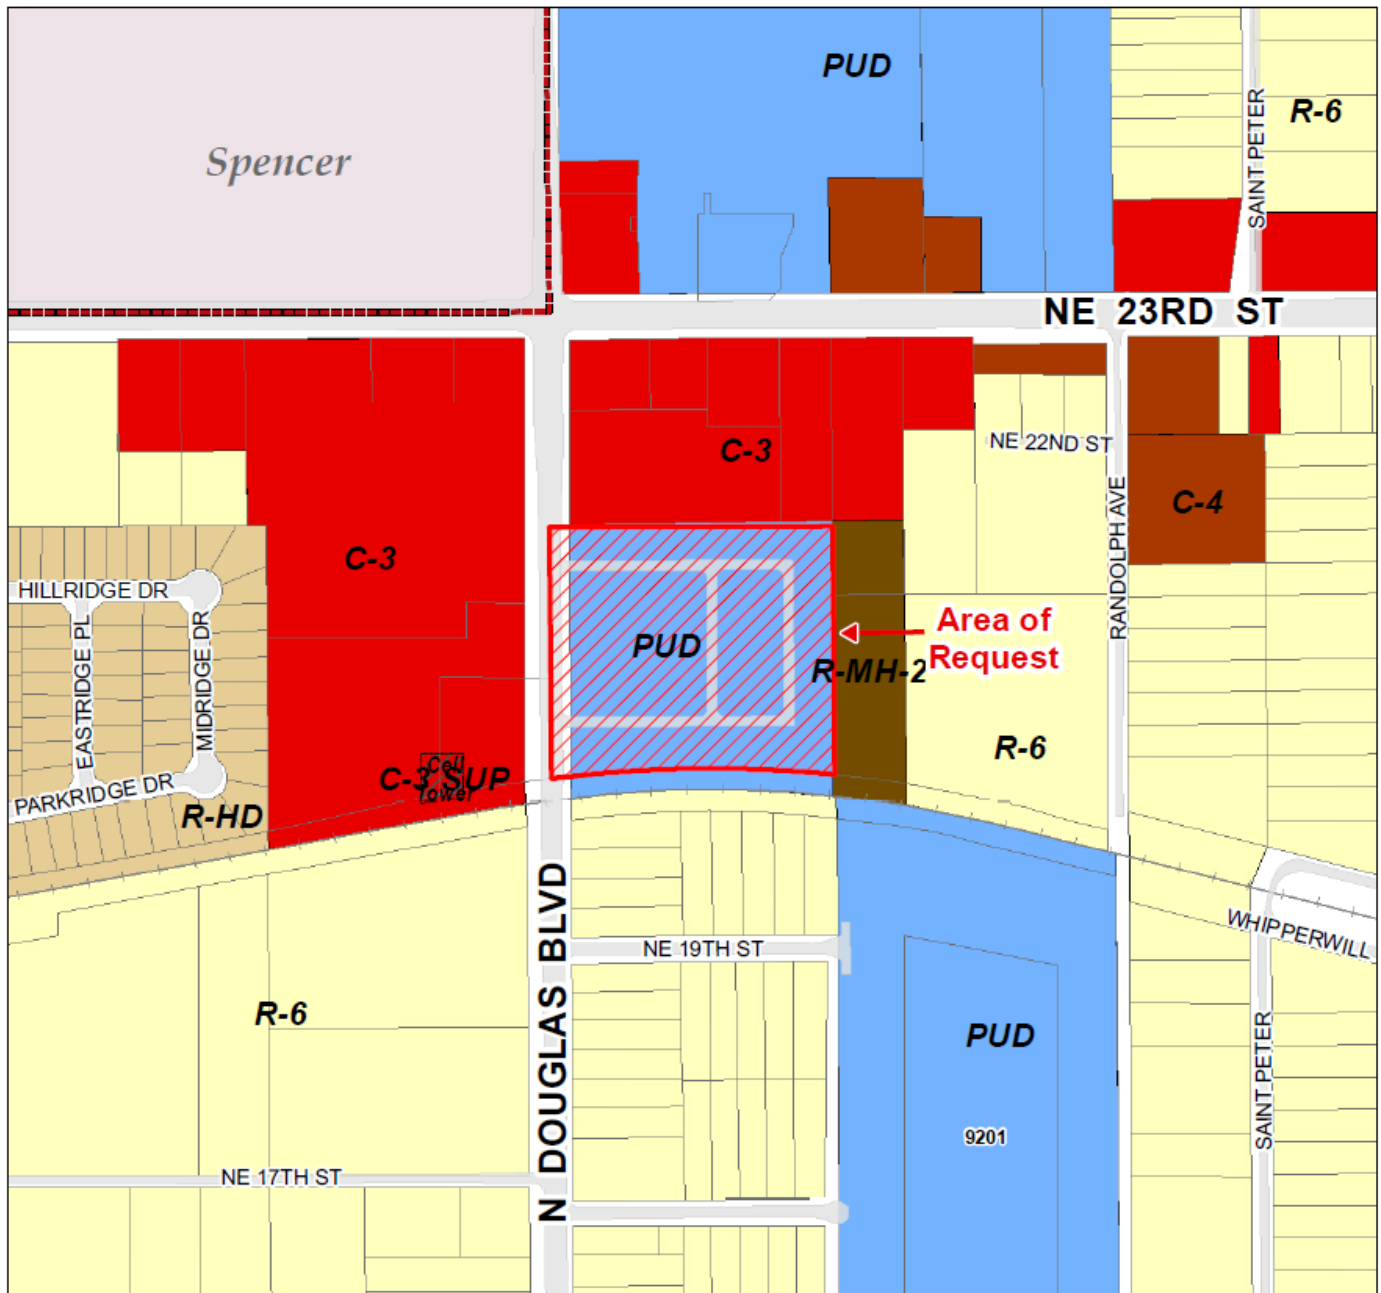 PUD
R-6
SAINT PETER
Spencer
NE 23RD ST
C-3
NE 22ND ST
RANDOLPH AVE
C-4
C-3
HILLRIDGE DR
EASTRIDGE PL
MIDRIDGE DR
PARKRIDGE DR
R-HD
PUD
Area of
Request
R-MH-2
R-6
Cell
Tower
C-3 SUP
N DOUGLAS BLVD
NE 19TH ST
WHIPPERWILL
R-6
PUD
9201
SAINT PETER
NE 17TH ST